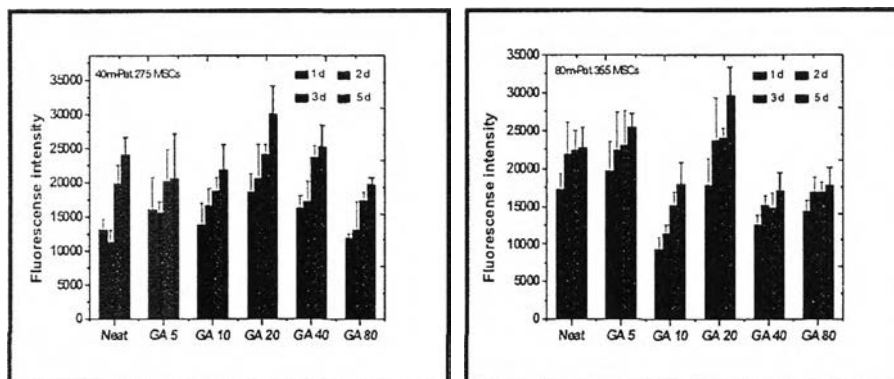 40m-Pat.275 MSCs
1 d 2 d
3 d 5 d
Fluorescense intensity
35000
30000
25000
20000
15000
10000
5000
0
Neat GA 5 GA 10 GA 20 GA 40 GA 80
80m-Pat.355 MSCs
1 d 2 d
3 d 5 d
Fluorescense intensity
35000
30000
25000
20000
15000
10000
5000
0
Neat GA 5 GA 10 GA 20 GA 40 GA 80